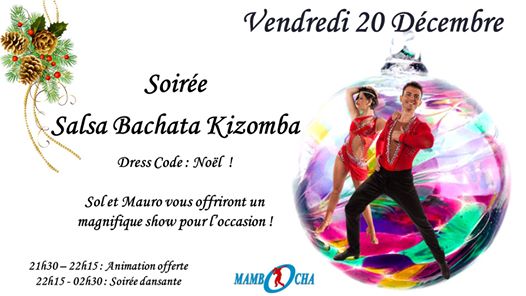 Vendredi 20 Décembre
Soirée
Salsa Bachata Kizomba
Dress Code : Noël !
Sol et Mauro vous offriront un
magnifique show pour l'occasion !
21h30 – 22h15 : Animation offerte
22h15 - 02h30 : Soirée dansante
MAMBOCHA